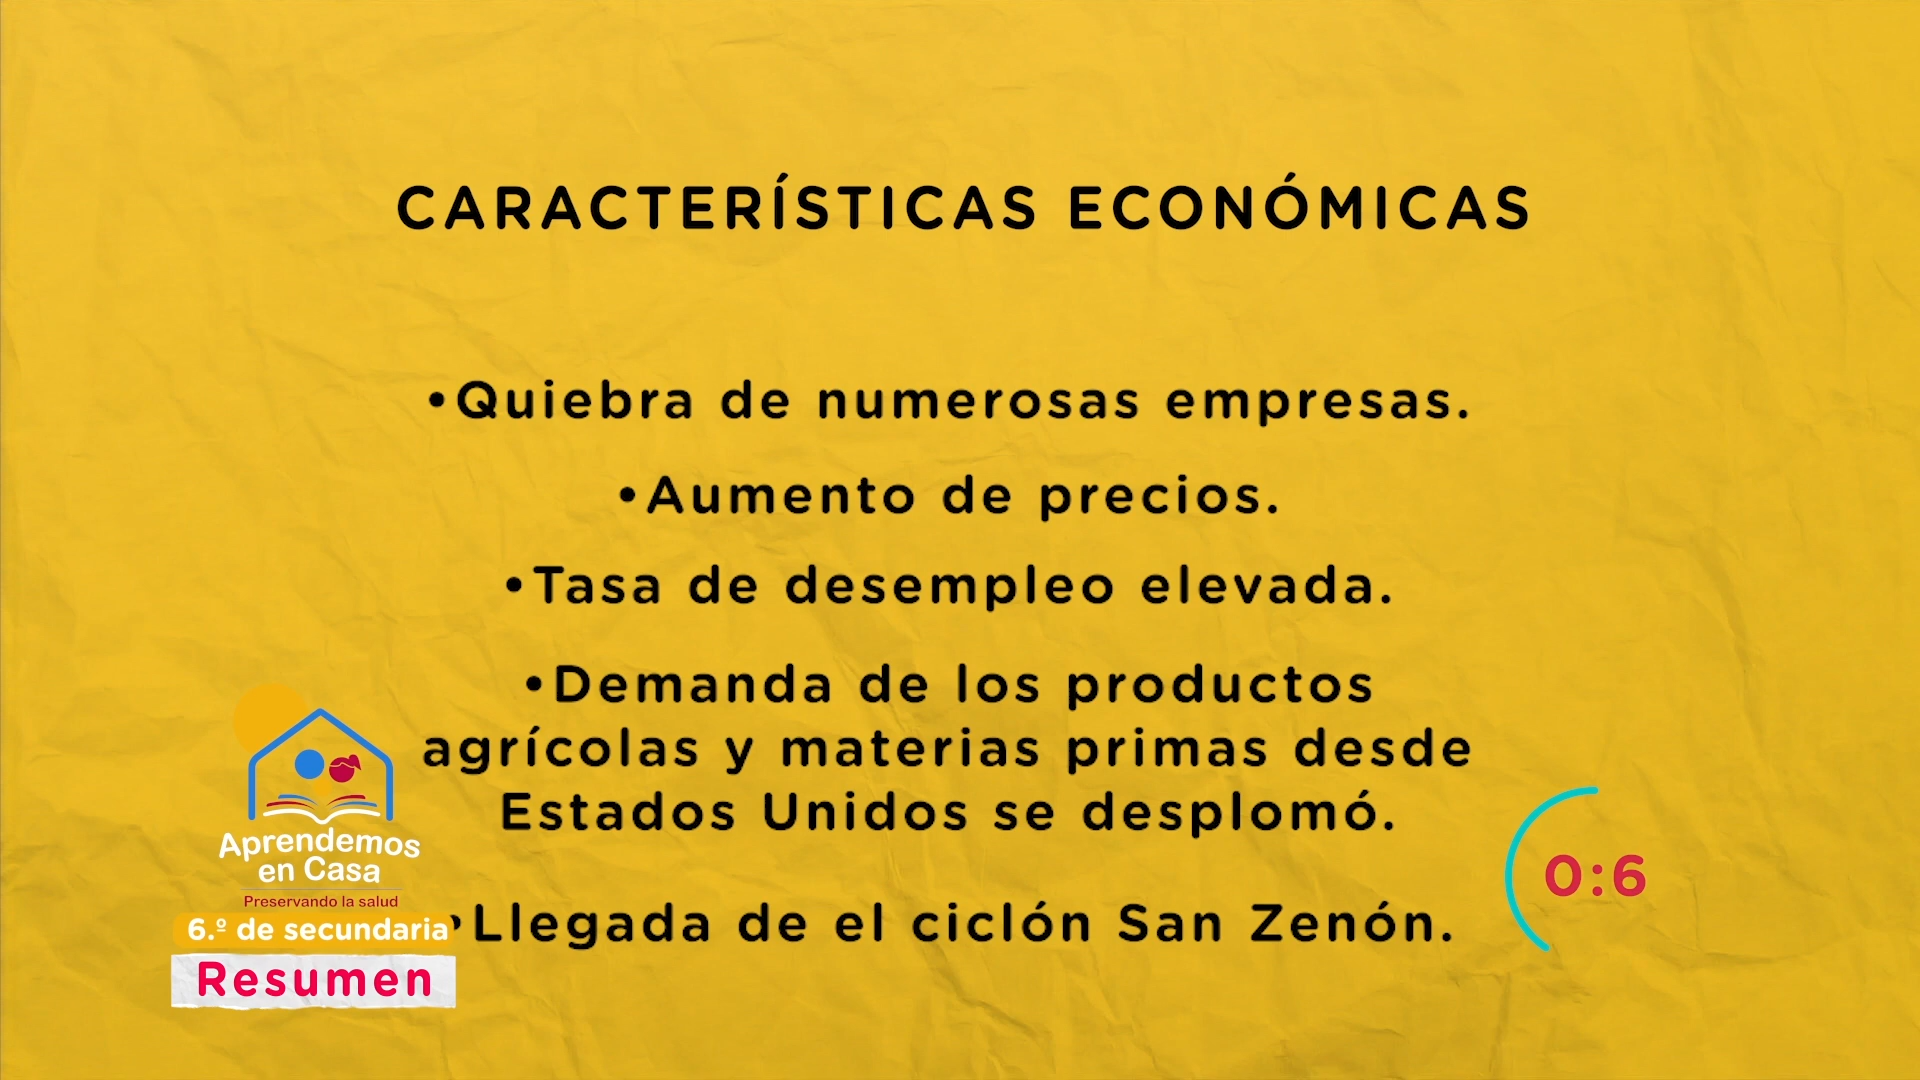 CARACTERÍSTICAS ECONÓMICAS
•Quiebra de numerosas empresas.
•Aumento de precios.
•Tasa de desempleo elevada.
•Demanda de los productos
agrícolas y materias primas desde
Estados Unidos se desplomó.
•Llegada de el ciclón San Zenón.
Aprendemos
en Casa
Preservando la salud
6.º de secundaria
Resumen
0:6